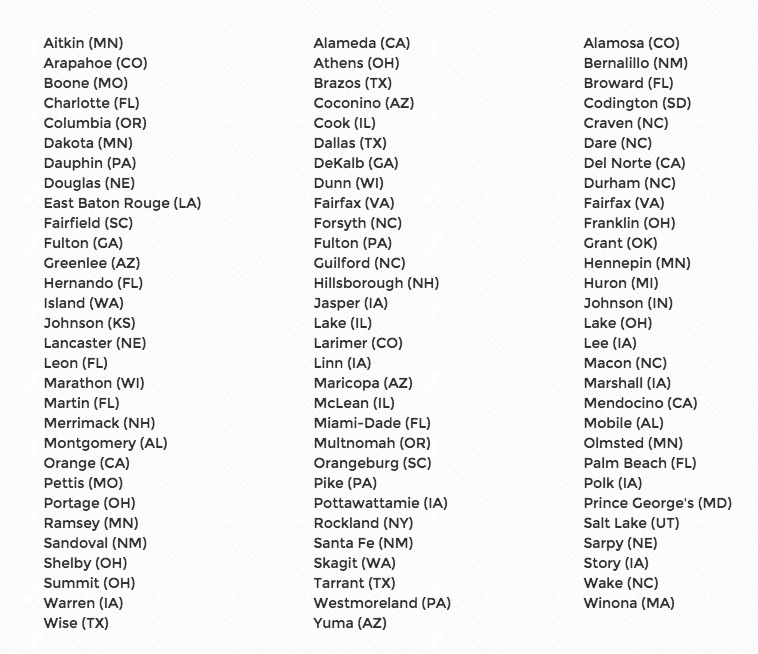 Aitkin (MN) Alameda (CA) Alamosa (CO)
Arapahoe (CO) Athens (OH) Bernalillo (NM)
Boone (MO) Brazos (TX) Broward (FL)
Charlotte (FL) Coconino (AZ) Codington (SD)
Columbia (OR) Cook (IL) Craven (NC)
Dakota (MN) Dallas (TX) Dare (NC)
Dauphin (PA) DeKalb (GA) Del Norte (CA)
Douglas (NE) Dunn (WI) Durham (NC)
East Baton Rouge (LA) Fairfax (VA) Fairfax (VA)
Fairfield (SC) Forsyth (NC) Franklin (OH)
Fulton (GA) Fulton (PA) Grant (OK)
Greenlee (AZ) Guilford (NC) Hennepin (MN)
Hernando (FL) Hillsborough (NH) Huron (MI)
Island (WA) Jasper (IA) Johnson (IN)
Johnson (KS) Lake (IL) Lake (OH)
Lancaster (NE) Larimer (CO) Lee (IA)
Leon (FL) Linn (IA) Macon (NC)
Marathon (WI) Maricopa (AZ) Marshall (IA)
Martin (FL) McLean (IL) Mendocino (CA)
Merrimack (NH) Miami-Dade (FL) Mobile (AL)
Montgomery (AL) Multnomah (OR) Olmsted (MN)
Orange (CA) Orangeburg (SC) Palm Beach (FL)
Pettis (MO) Pike (PA) Polk (IA)
Portage (OH) Pottawattamie (IA) Prince George's (MD)
Ramsey (MN) Rockland (NY) Salt Lake (UT)
Sandoval (NM) Santa Fe (NM) Sarpy (NE)
Shelby (OH) Skagit (WA) Story (IA)
Summit (OH) Tarrant (TX) Wake (NC)
Warren (IA) Westmoreland (PA) Winona (MA)
Wise (TX) Yuma (AZ)